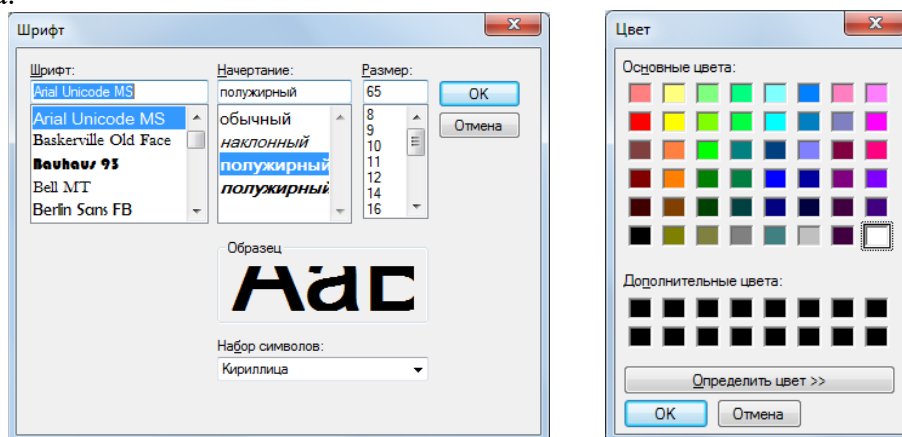 Шрифт
Шрифт:
Arial Unicode MS
Arial Unicode MS
Baskerville Old Face
Bauhaus 93
Bell MT
Berlin Sans FB
Начертание:
полужирный
обычный
наклонный
полужирный
полужирный
Размер:
65
8
9
10
11
12
14
16
OK
Отмена
Образец
Набор символов:
Кириллица
Цвет
Основные цвета:
Дополнительные цвета:
Определить цвет >>
OK
Отмена